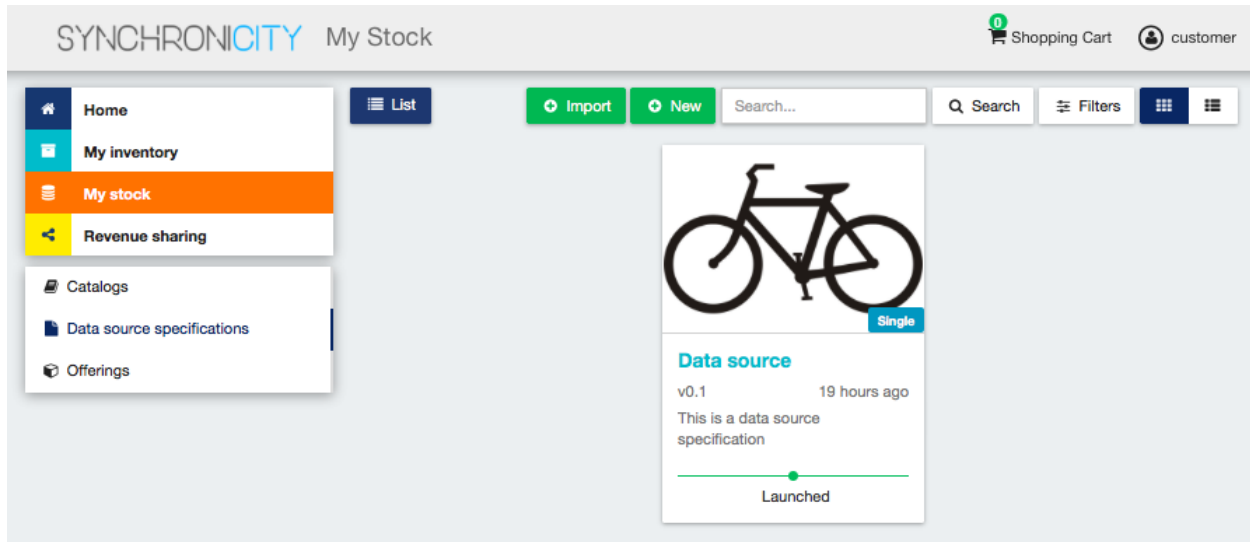 SYNCHRONICITY My Stock
0
Shopping Cart
customer
Home
My inventory
My stock
Revenue sharing
Catalogs
Data source specifications
Offerings
List
Import
New
Search...
Search
Filters
Single
Data source
v0.1 19 hours ago
This is a data source
specification
Launched